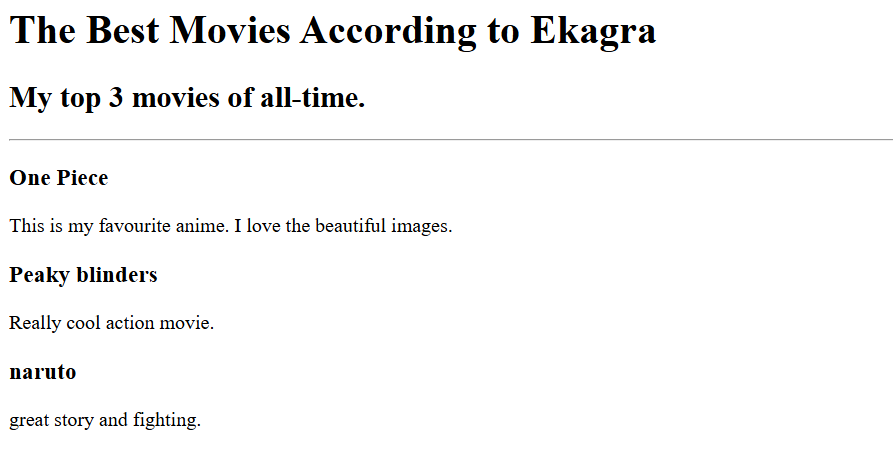 The Best Movies According to Ekagra
My top 3 movies of all-time.
One Piece
This is my favourite anime. I love the beautiful images.
Peaky blinders
Really cool action movie.
naruto
great story and fighting.